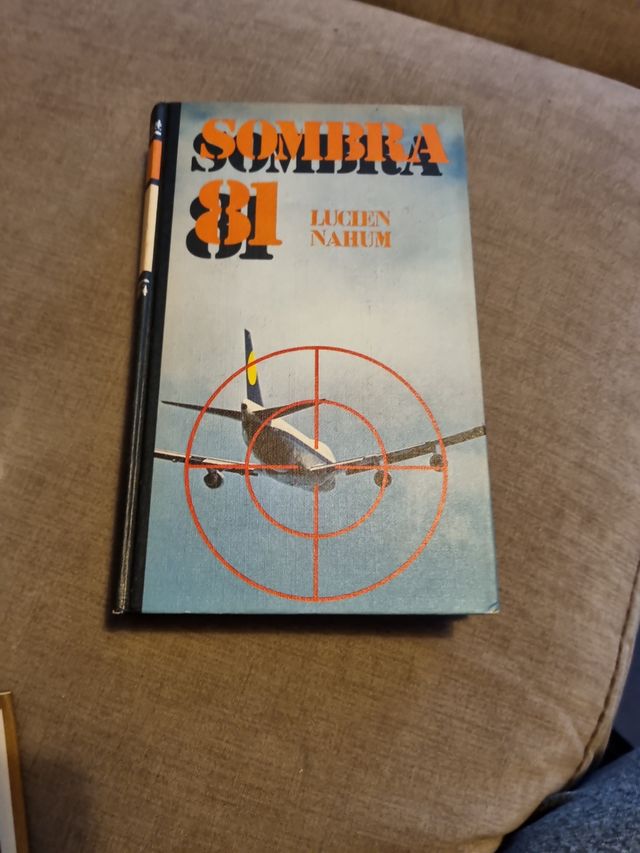 SOMBRA
81
LUCIEN
NAHUM